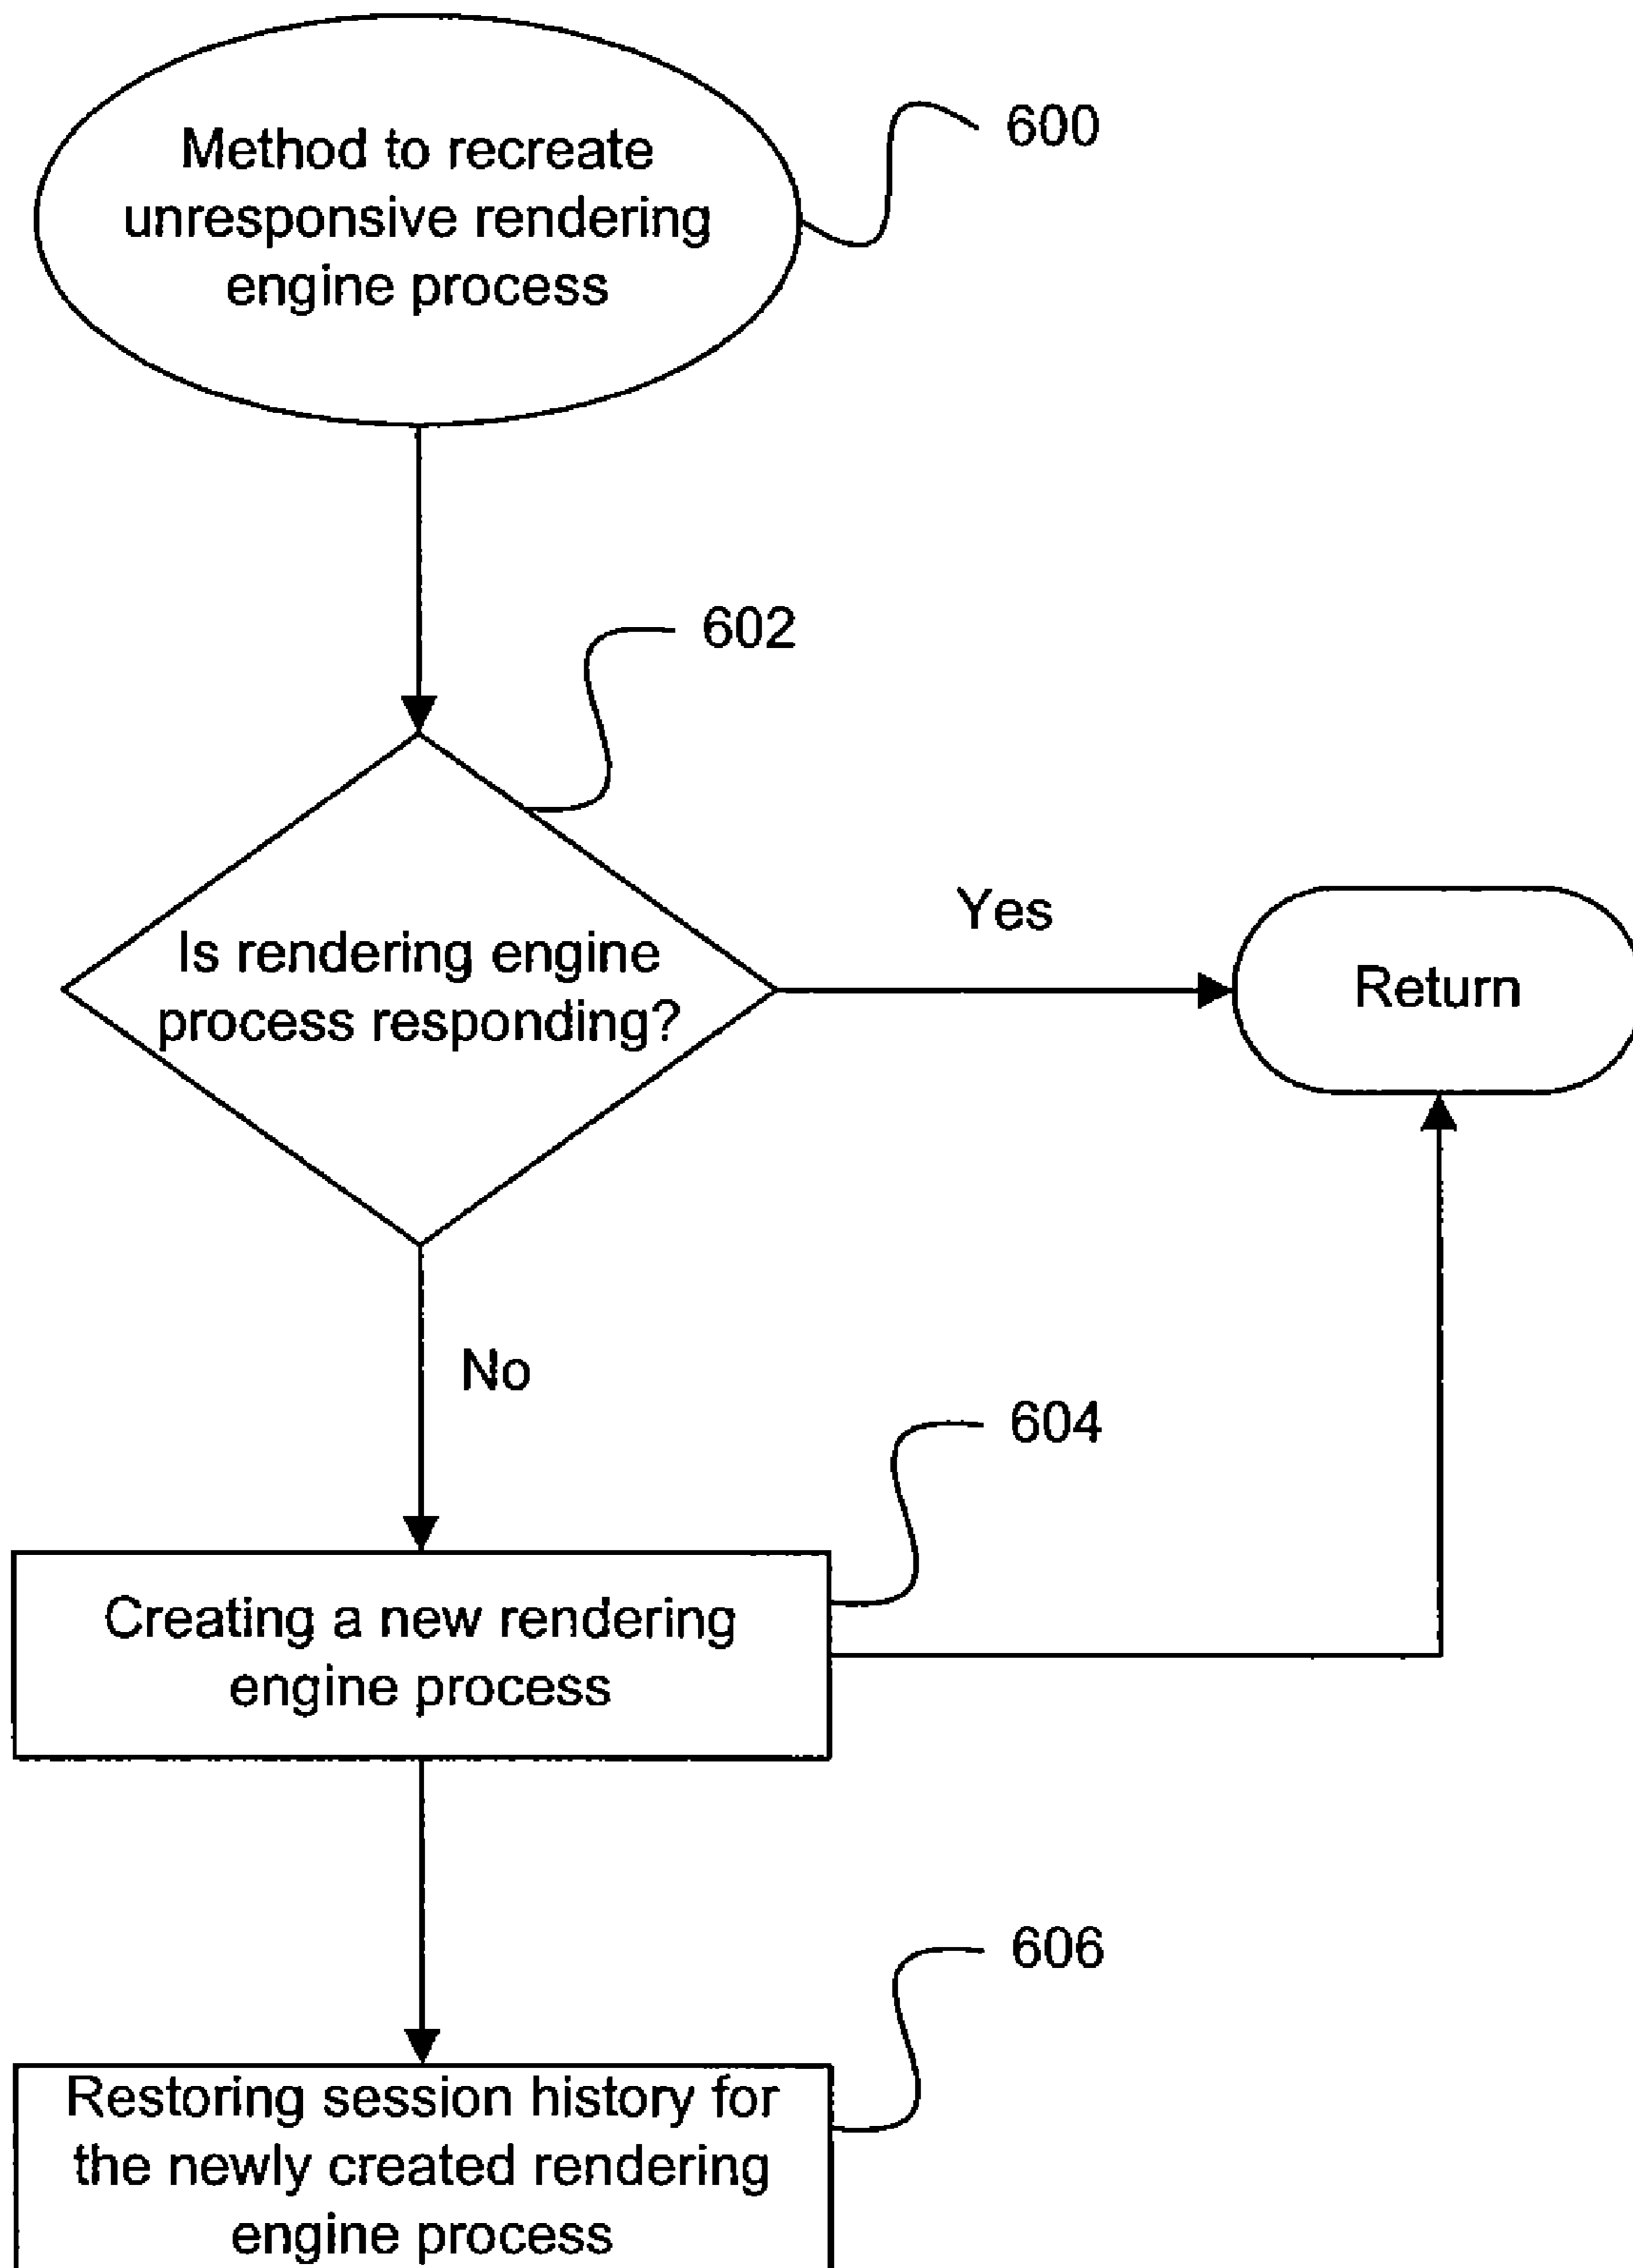 Method to recreate
unresponsive rendering
engine process
600
602
Is rendering engine
process responding?
Yes
Return
No
604
Creating a new rendering
engine process
606
Restoring session history for
the newly created rendering
engine process